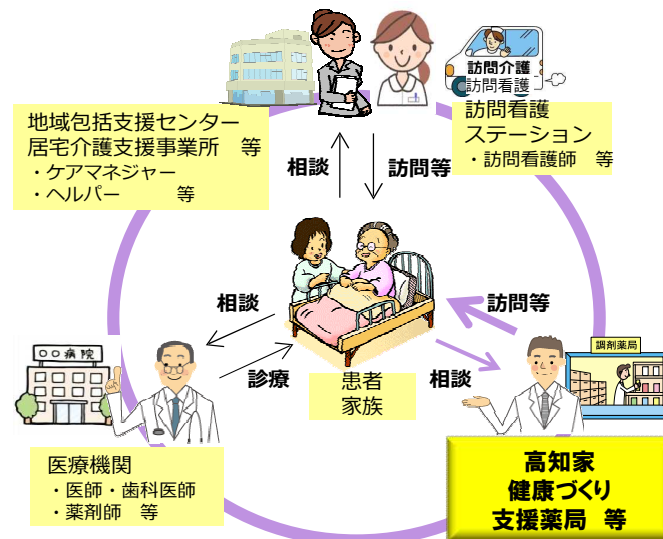 訪問介護
訪問看護
地域包括支援センター
居宅介護支援事業所　等
・ケアマネジャー
・ヘルパー　　　等
訪問看護
ステーション
・訪問看護師　等
相談
訪問等
相談
診療
訪問等
相談
患者
家族
○○病院
調剤薬局
医療機関
・医師・歯科医師
・薬剤師　等
高知家
健康づくり
支援薬局　等